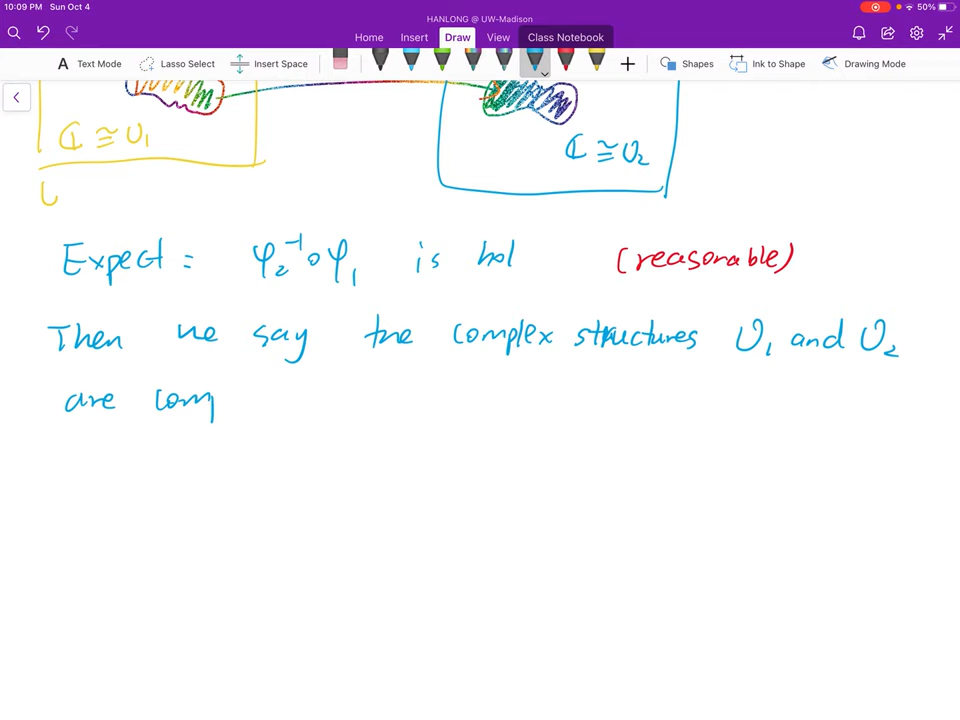 10:09 PM Sun Oct 4
50%
HANLONG @ UW-Madison
Home Insert Draw View Class Notebook
A Text Mode Lasso Select Insert Space Shapes Ink to Shape Drawing Mode
ℂ ≅ U₁
ℂ ≅ U₂
U
Expect = φ₂⁻¹∘φ₁ is hol (reasonable)
Then we say the complex structures U₁ and U₂
are com